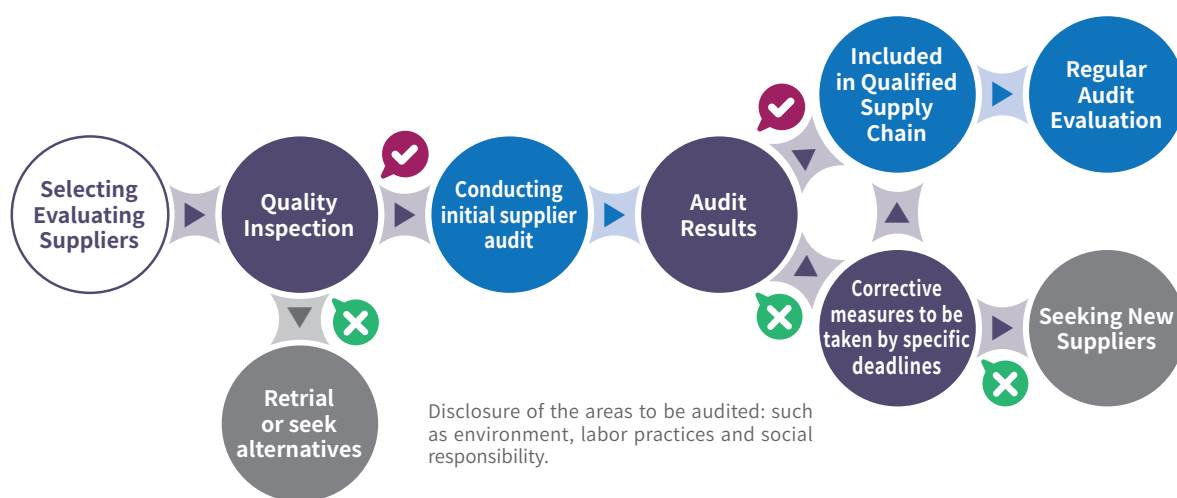 Selecting
Evaluating
Suppliers
Quality
Inspection
Retrial
or seek
alternatives
Conducting
initial supplier
audit
Audit
Results
Included
in Qualified
Supply
Chain
Regular
Audit
Evaluation
Corrective
measures to be
taken by specific
deadlines
Seeking New
Suppliers
Disclosure of the areas to be audited: such
as environment, labor practices and social
responsibility.